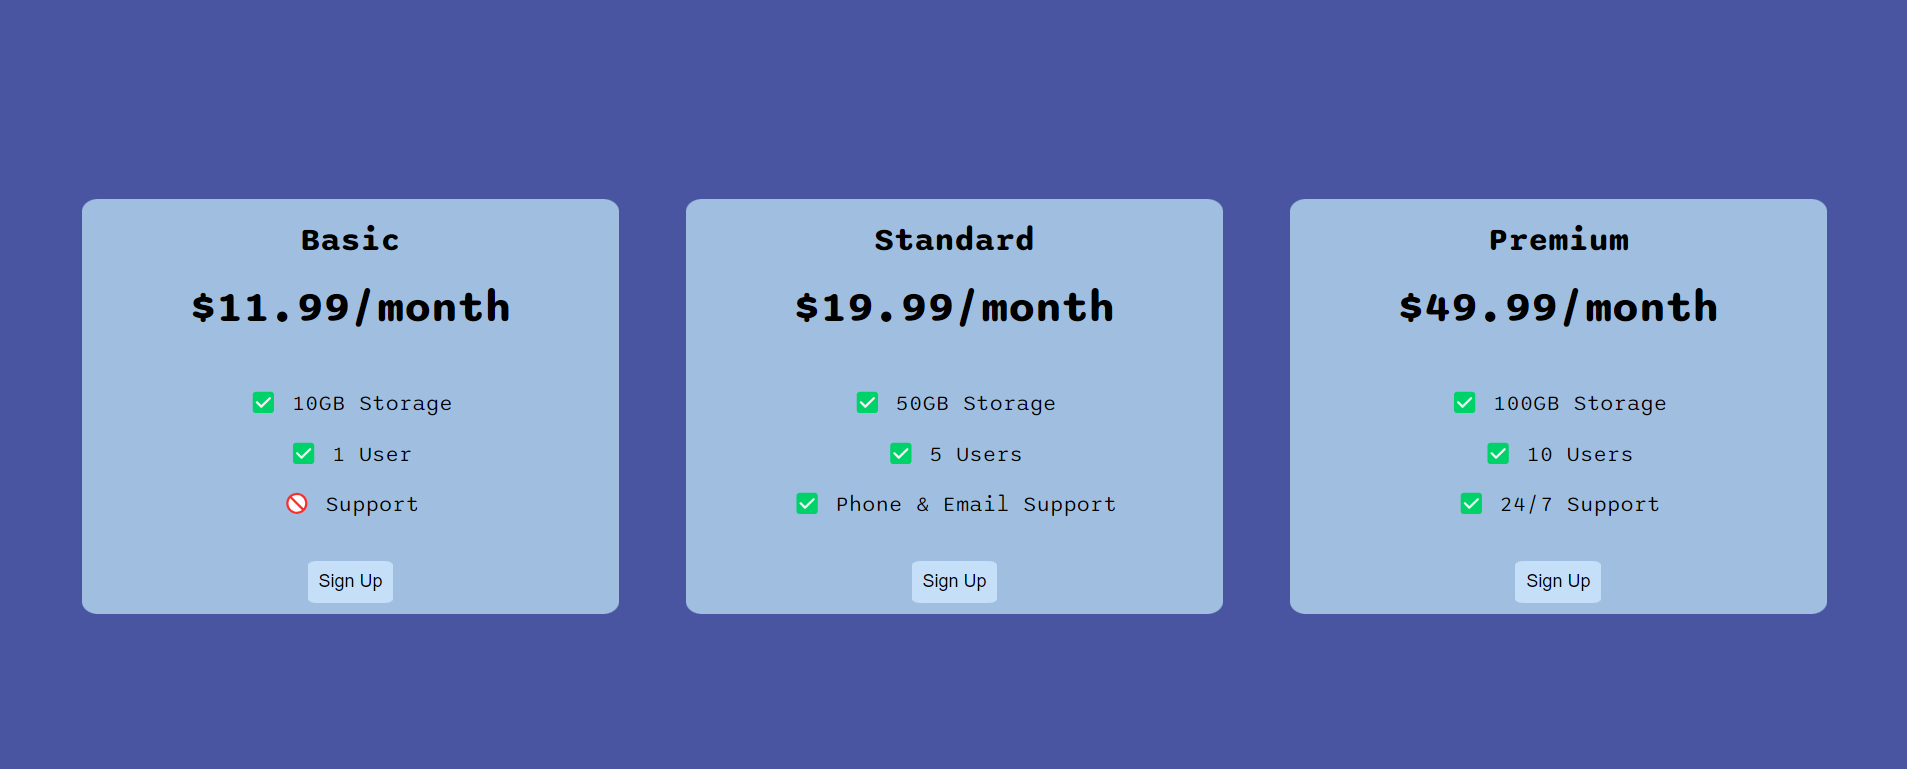 Basic
$11.99/month
✅ 10GB Storage
✅ 1 User
🚫 Support
Sign Up
Standard
$19.99/month
✅ 50GB Storage
✅ 5 Users
✅ Phone & Email Support
Sign Up
Premium
$49.99/month
✅ 100GB Storage
✅ 10 Users
✅ 24/7 Support
Sign Up